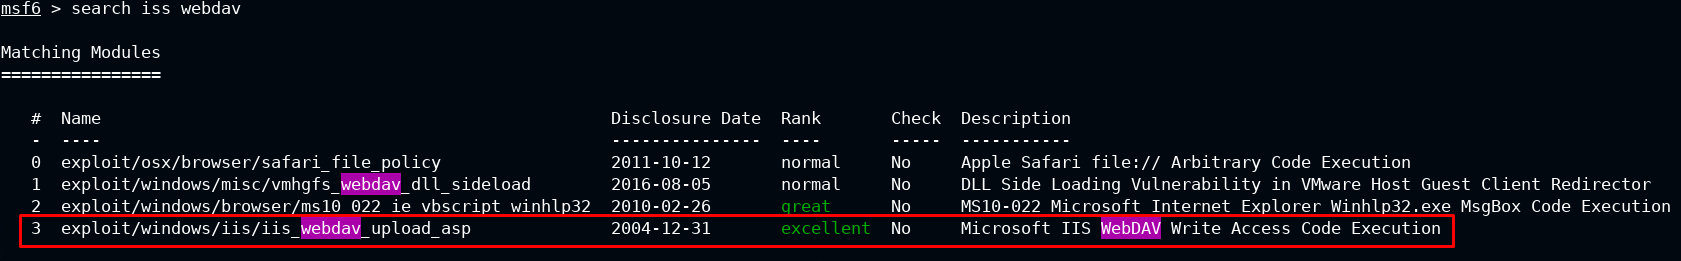 msf6 > search iss webdav
Matching Modules
================
# Name Disclosure Date Rank Check Description
- ---- --------------- ---- ----- -----------
0 exploit/osx/browser/safari_file_policy 2011-10-12 normal No Apple Safari file:// Arbitrary Code Execution
1 exploit/windows/misc/vmhgfs_webdav_dll_sideload 2016-08-05 normal No DLL Side Loading Vulnerability in VMware Host Guest Client Redirector
2 exploit/windows/browser/ms10_022_ie_vbscript_winhlp32 2010-02-26 great No MS10-022 Microsoft Internet Explorer Winhlp32.exe MsgBox Code Execution
3 exploit/windows/iis/iis_webdav_upload_asp 2004-12-31 excellent No Microsoft IIS WebDAV Write Access Code Execution